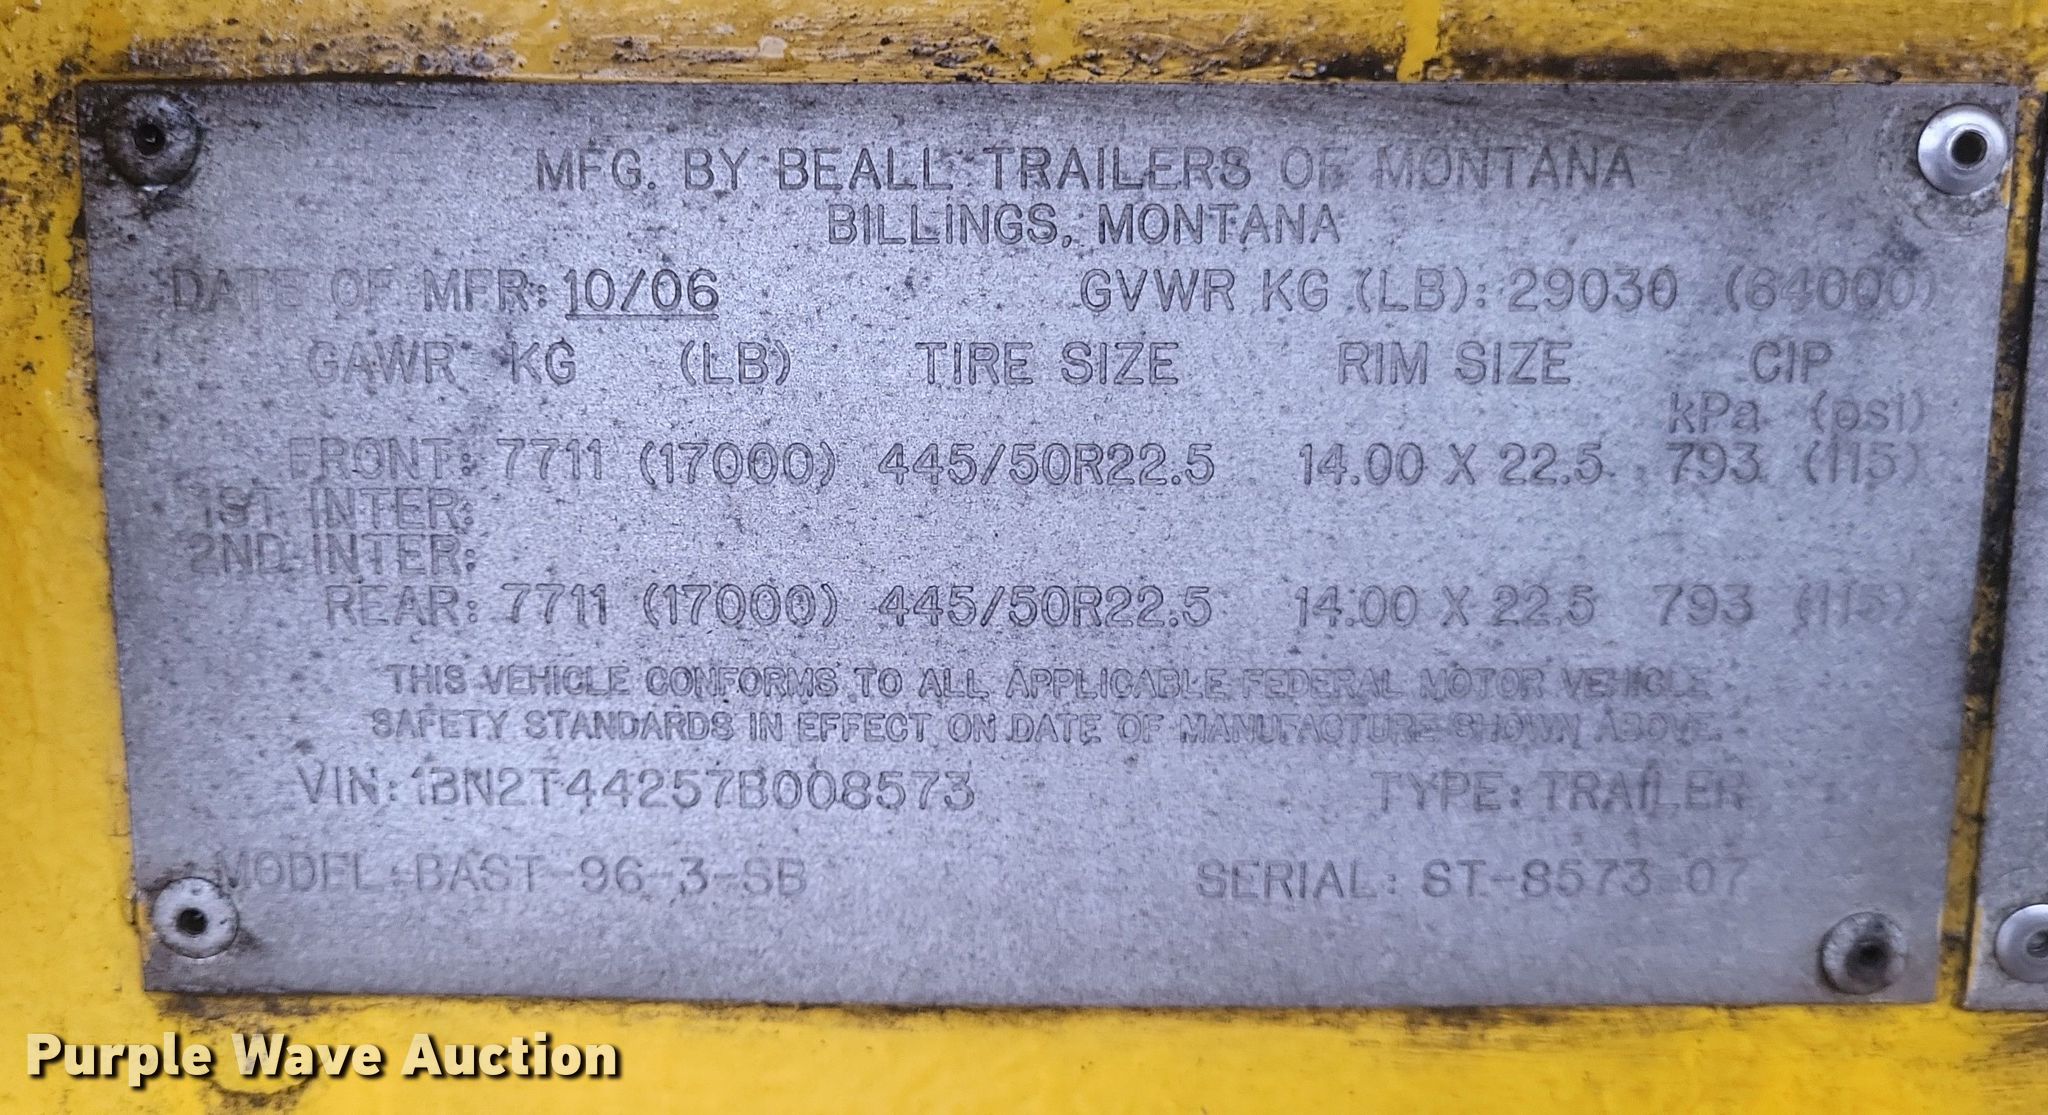 MFG. BY BEALL TRAILERS OF MONTANA
BILLINGS, MONTANA
DATE OF MFR: 10/06 GVWR KG (LB): 29030 (64000)
GAWR KG (LB) TIRE SIZE RIM SIZE CIP
kPa (psi)
FRONT: 7711 (17000) 445/50R22.5 14.00 X 22.5 793 (115)
1ST INTER:
2ND INTER:
REAR: 7711 (17000) 445/50R22.5 14.00 X 22.5 793 (115)
THIS VEHICLE CONFORMS TO ALL APPLICABLE FEDERAL MOTOR VEHICLE
SAFETY STANDARDS IN EFFECT ON DATE OF MANUFACTURE SHOWN ABOVE.
VIN: 1BN2T44257B008573 TYPE: TRAILER
MODEL: BAST-96-3-SB SERIAL: ST-8573-07
Purple Wave Auction